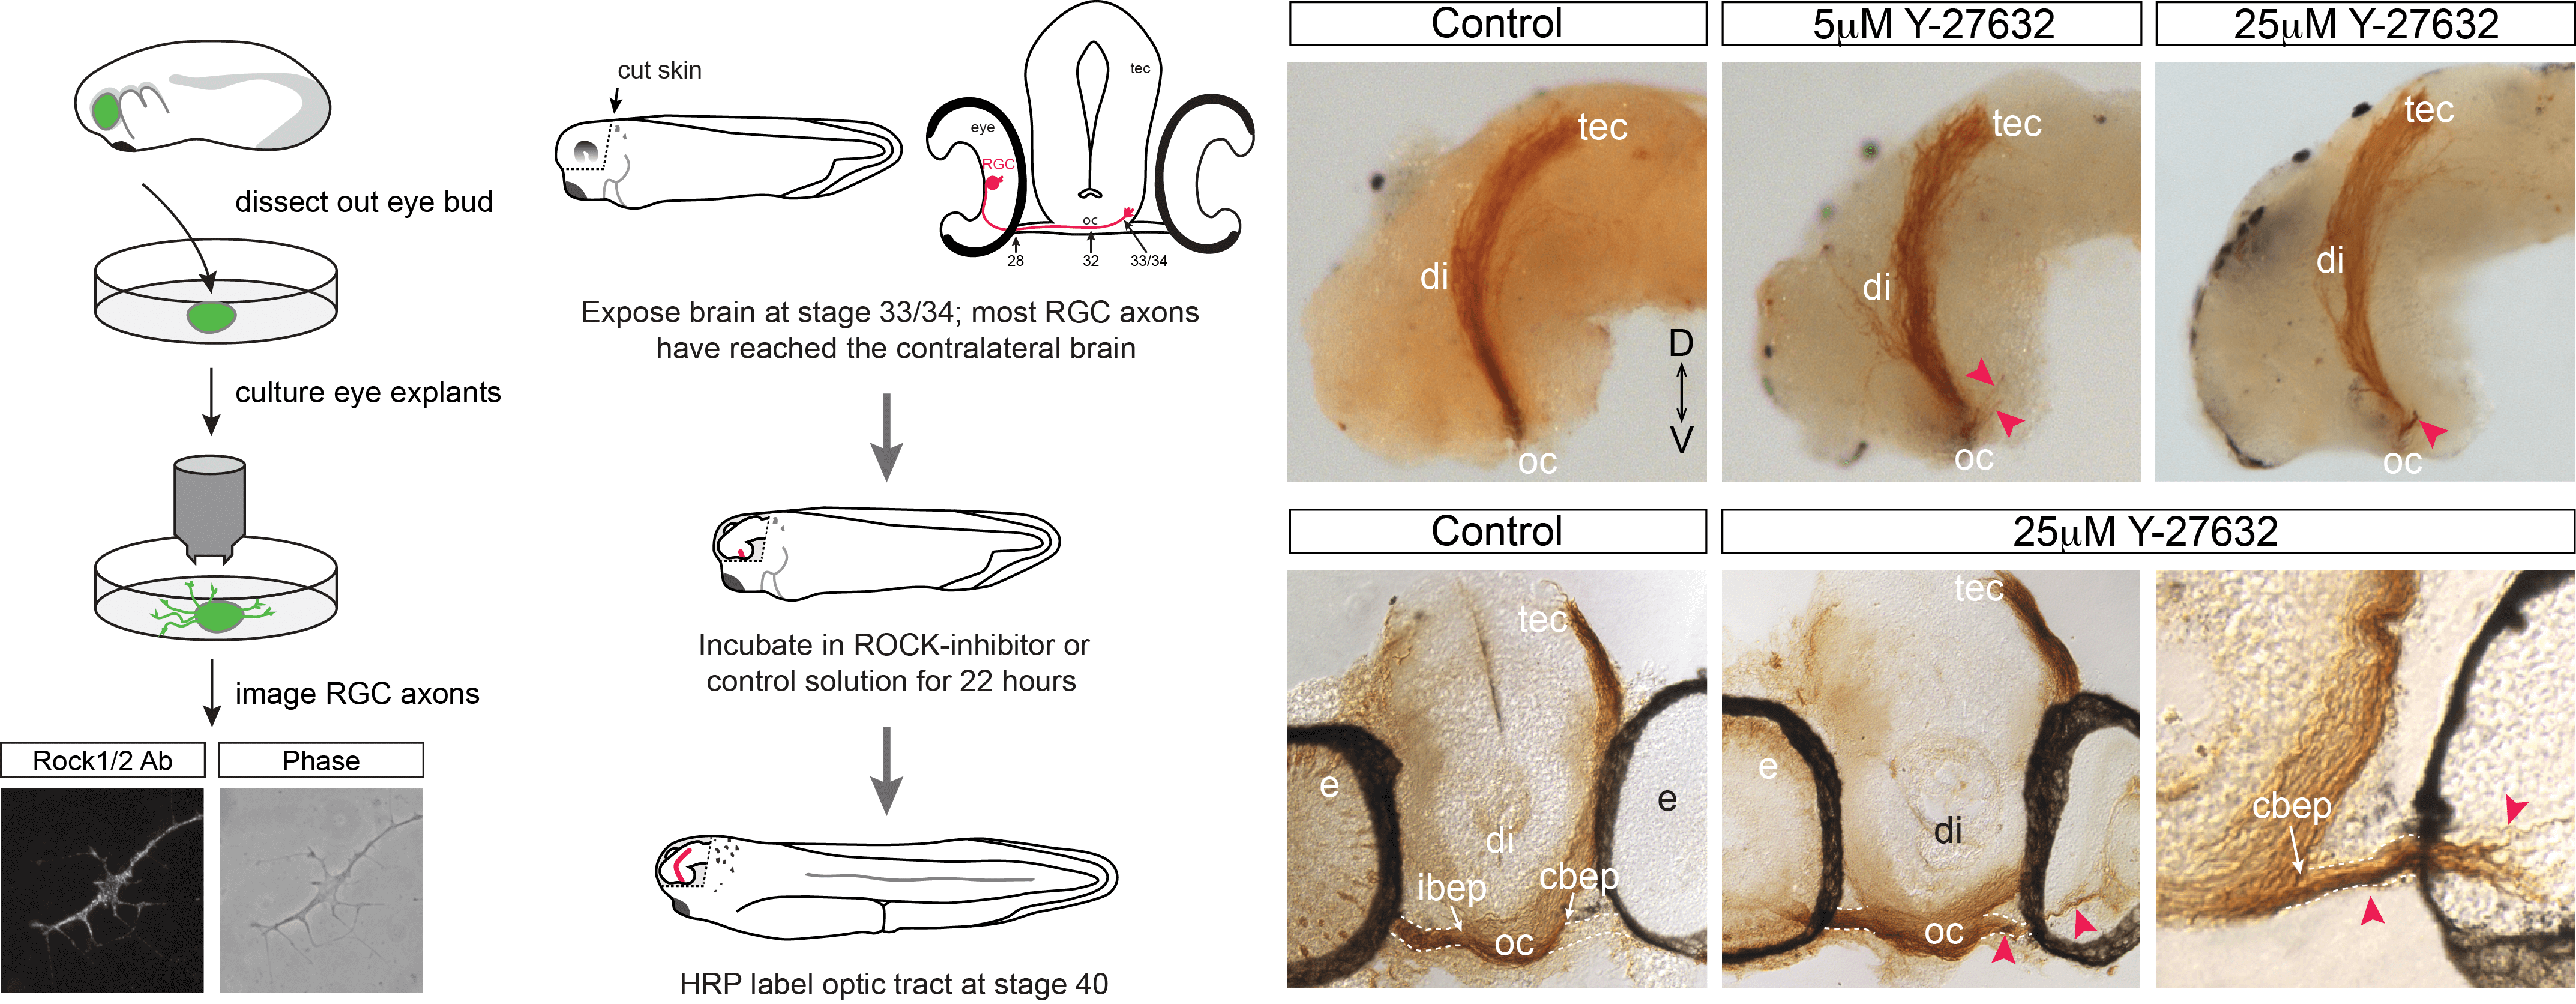 dissect out eye bud
culture eye explants
image RGC axons
Rock1/2 Ab
Phase
cut skin
eye
RGC
tec
oc
28
32
33/34
Expose brain at stage 33/34; most RGC axons
have reached the contralateral brain
Incubate in ROCK-inhibitor or
control solution for 22 hours
HRP label optic tract at stage 40
Control
5μM Y-27632
25μM Y-27632
tec
di
oc
D
V
tec
di
oc
tec
di
oc
Control
25μM Y-27632
tec
e
e
di
ibep
cbep
oc
tec
e
di
oc
cbep